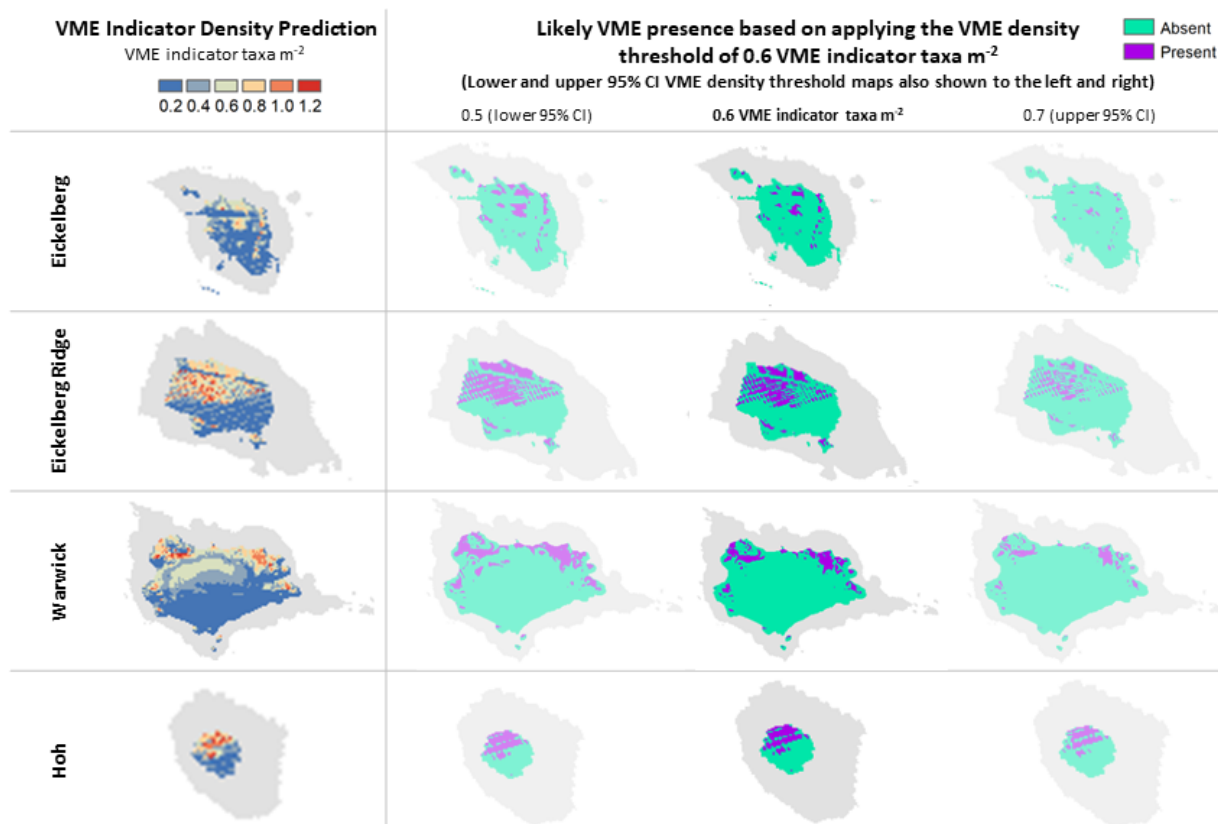 VME Indicator Density Prediction
VME indicator taxa m⁻²
0.2 0.4 0.6 0.8 1.0 1.2
Likely VME presence based on applying the VME density
threshold of 0.6 VME indicator taxa m⁻²
(Lower and upper 95% CI VME density threshold maps also shown to the left and right)
Absent
Present
0.5 (lower 95% CI)
0.6 VME indicator taxa m⁻²
0.7 (upper 95% CI)
Eickelberg
Eickelberg Ridge
Warwick
Hoh